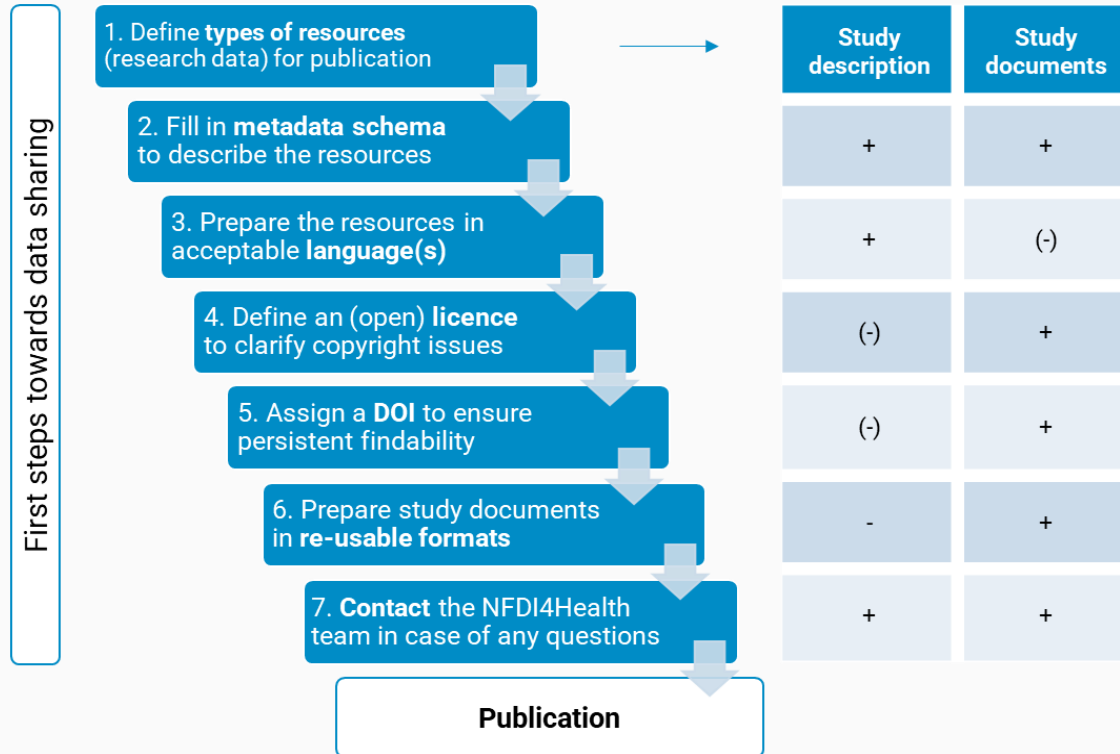 First steps towards data sharing
1. Define types of resources
(research data) for publication
Study
description
Study
documents
2. Fill in metadata schema
to describe the resources
+
+
3. Prepare the resources in
acceptable language(s)
+
(-)
4. Define an (open) licence
to clarify copyright issues
(-)
+
5. Assign a DOI to ensure
persistent findability
(-)
+
6. Prepare study documents
in re-usable formats
-
+
7. Contact the NFDI4Health
team in case of any questions
+
+
Publication